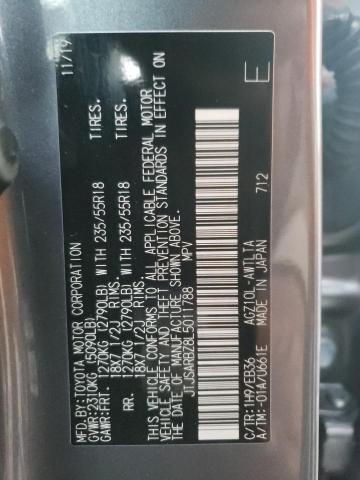 MFD.BY:TOYOTA MOTOR CORPORATION 11/19
GVWR:2310KG (5090LB)
GAWR:FRT. 1270KG (2790LB) WITH 235/55R18 TIRES.
18X7 1/2J RIMS.
RR. 1270KG (2790LB) WITH 235/55R18 TIRES.
18X7 1/2J RIMS.
THIS VEHICLE CONFORMS TO ALL APPLICABLE FEDERAL MOTOR
VEHICLE SAFETY AND THEFT PREVENTION STANDARDS IN EFFECT ON
THE DATE OF MANUFACTURE SHOWN ABOVE.
JTJSARBZ8L5011788 MPV
E
C/TR:1H9/EB36 AGZ10L-AWTLTA
A/TM:-01A/U661E MADE IN JAPAN 712